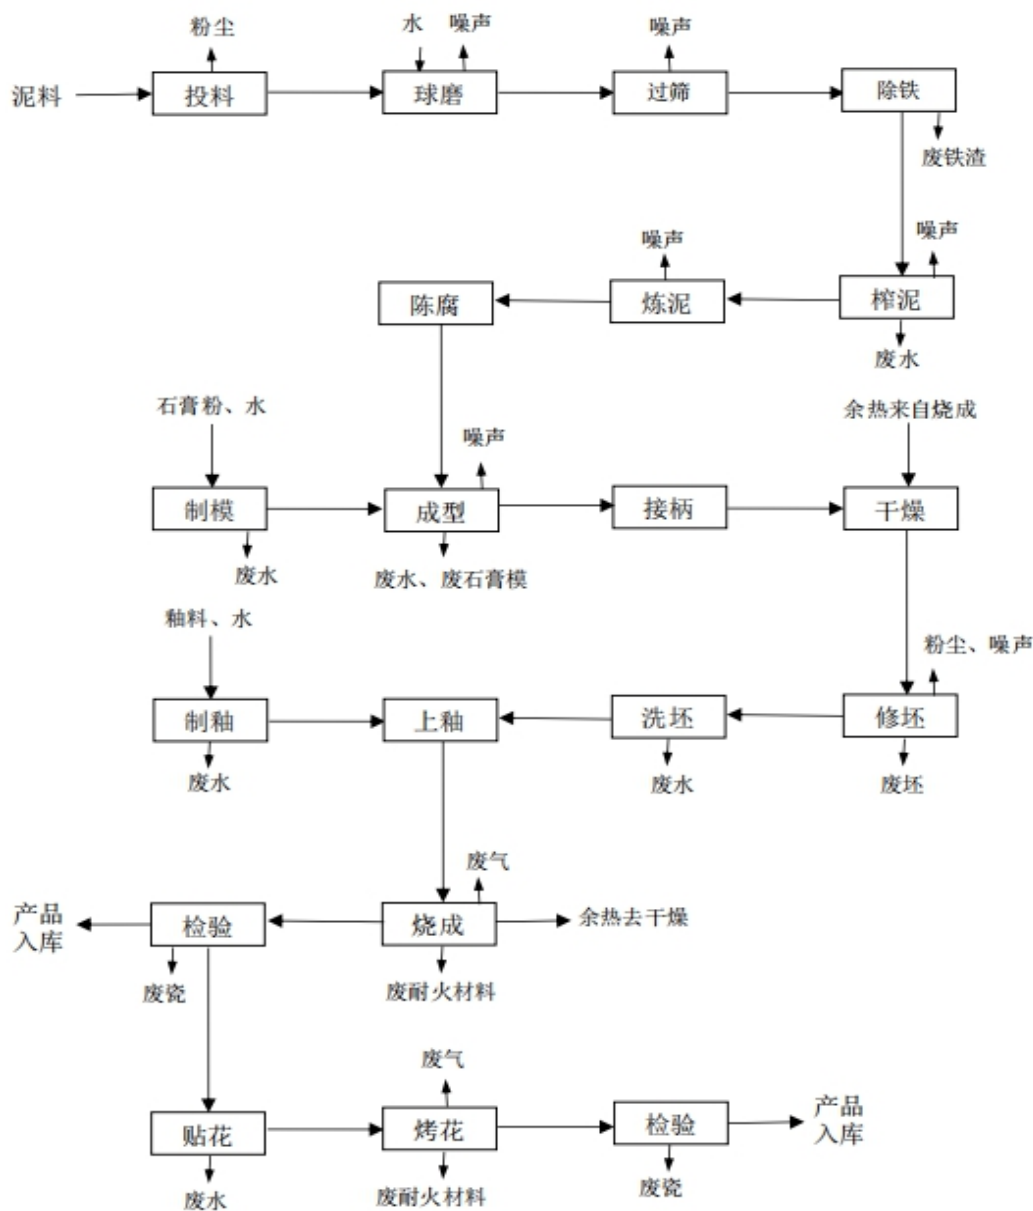 粉尘
水 噪声
噪声
泥料
投料
球磨
过筛
除铁
废铁渣
噪声
噪声
陈腐
炼泥
榨泥
废水
石膏粉、水
余热来自烧成
噪声
制模
成型
接柄
干燥
废水
废水、废石膏模
釉料、水
粉尘、噪声
制釉
上釉
洗坯
修坯
废水
废水
废坯
废气
产品
入库
检验
烧成
余热去干燥
废瓷
废耐火材料
废气
贴花
烤花
检验
产品
入库
废水
废耐火材料
废瓷